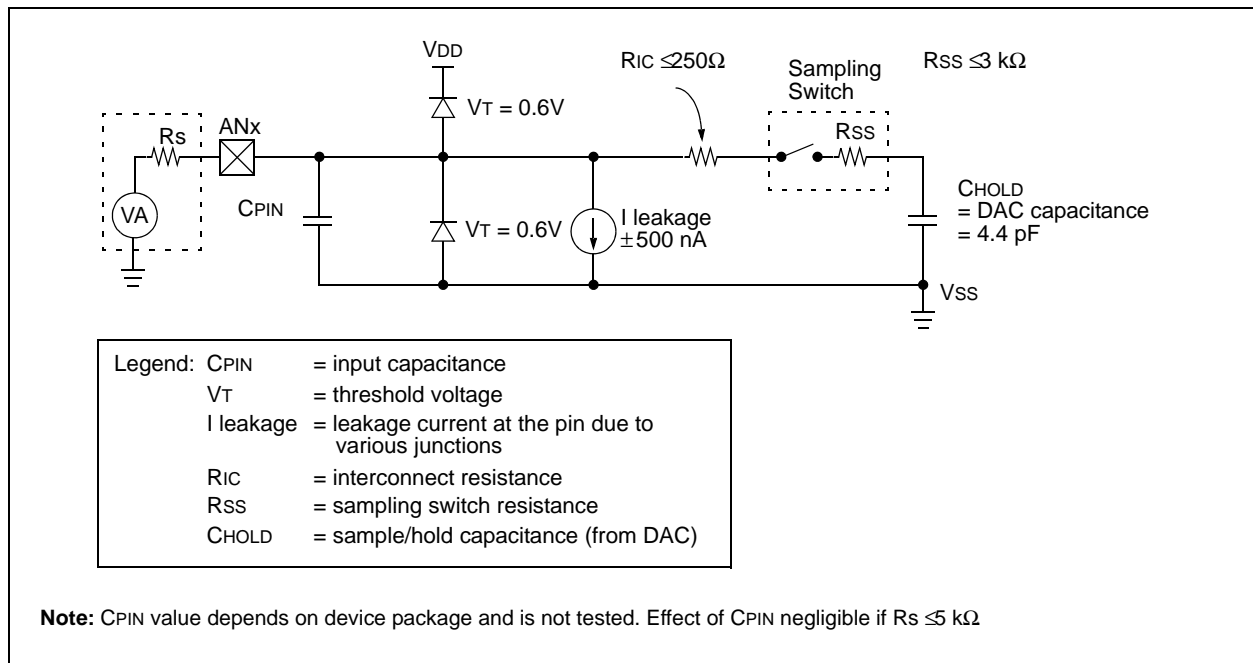 VDD
RIC ≤250Ω
Sampling
Switch
RSS ≤3 kΩ
VT = 0.6V
Rs
ANx
RSS
CPIN
VA
VT = 0.6V
I leakage
±500 nA
CHOLD
= DAC capacitance
= 4.4 pF
VSS
Legend: CPIN = input capacitance
VT = threshold voltage
I leakage = leakage current at the pin due to
various junctions
RIC = interconnect resistance
RSS = sampling switch resistance
CHOLD = sample/hold capacitance (from DAC)
Note: CPIN value depends on device package and is not tested. Effect of CPIN negligible if Rs ≤5 kΩ